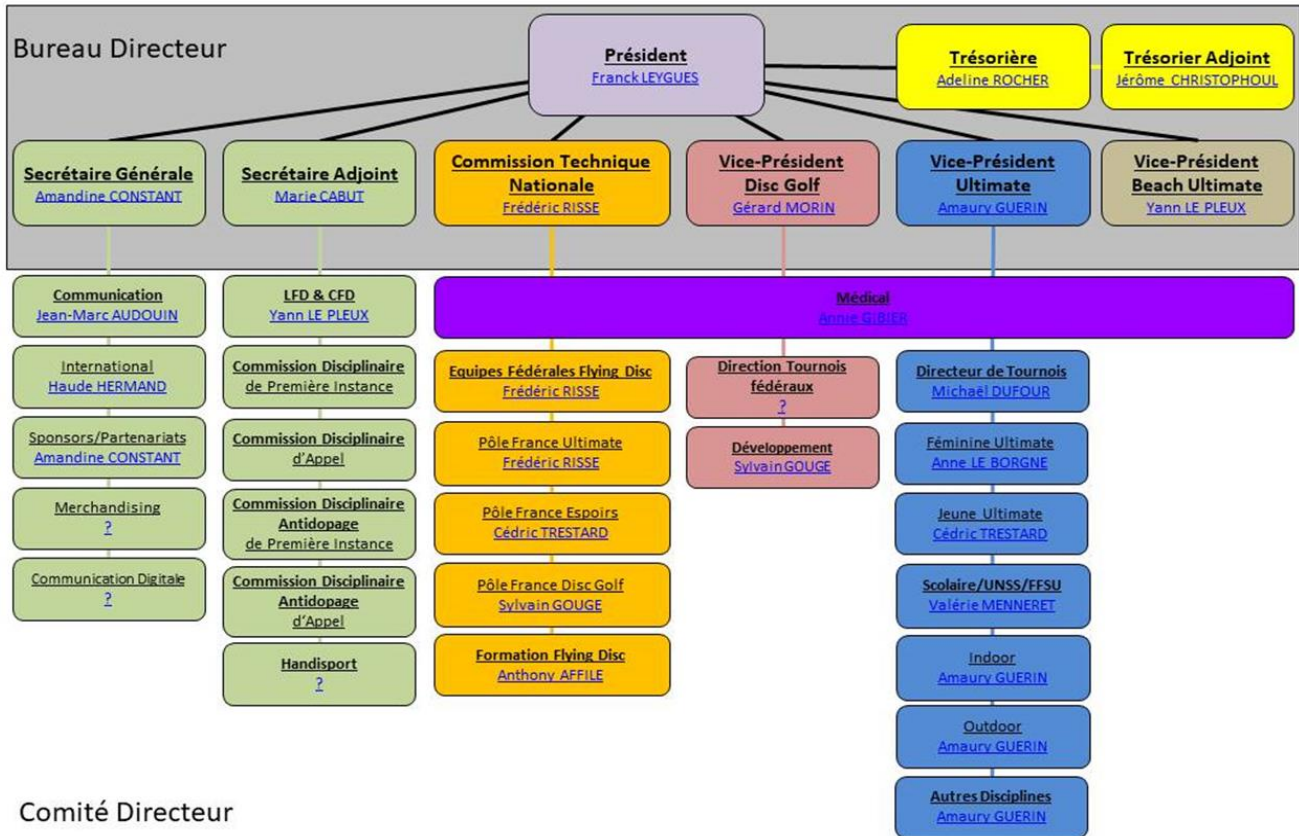 Bureau Directeur
Président
Franck LEYGUES
Trésorière
Adeline ROCHER
Trésorier Adjoint
Jérôme CHRISTOPHOUL
Secrétaire Générale
Amandine CONSTANT
Secrétaire Adjoint
Marie CABUT
Commission Technique
Nationale
Frédéric RISSE
Vice-Président
Disc Golf
Gérard MORIN
Vice-Président
Ultimate
Amaury GUERIN
Vice-Président
Beach Ultimate
Yann LE PLEUX
Communication
Jean-Marc AUDOUIN
International
Haude HERMAND
Sponsors/Partenariats
Amandine CONSTANT
Merchandising
?
Communication Digitale
?
LFD & CFD
Yann LE PLEUX
Commission Disciplinaire
de Première Instance
Commission Disciplinaire
d’Appel
Commission Disciplinaire
Antidopage
de Première Instance
Commission Disciplinaire
Antidopage
d’Appel
Handisport
?
Médical
Annie GIBIER
Equipes Fédérales Flying Disc
Frédéric RISSE
Pôle France Ultimate
Frédéric RISSE
Pôle France Espoirs
Cédric TRESTARD
Pôle France Disc Golf
Sylvain GOUGE
Formation Flying Disc
Anthony AFFILE
Direction Tournois
fédéraux
?
Développement
Sylvain GOUGE
Directeur de Tournois
Michaël DUFOUR
Féminine Ultimate
Anne LE BORGNE
Jeune Ultimate
Cédric TRESTARD
Scolaire/UNSS/FFSU
Valérie MENNERET
Indoor
Amaury GUERIN
Outdoor
Amaury GUERIN
Autres Disciplines
Amaury GUERIN
Comité Directeur